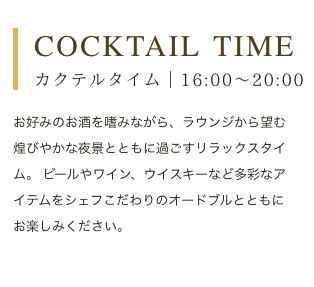 COCKTAIL TIME
カクテルタイム｜16:00〜20:00
お好みのお酒を嗜みながら、ラウンジから望む
煌びやかな夜景とともに過ごすリラックスタイ
ム。 ビールやワイン、ウイスキーなど多彩なア
イテムをシェフこだわりのオードブルとともに
お楽しみください。